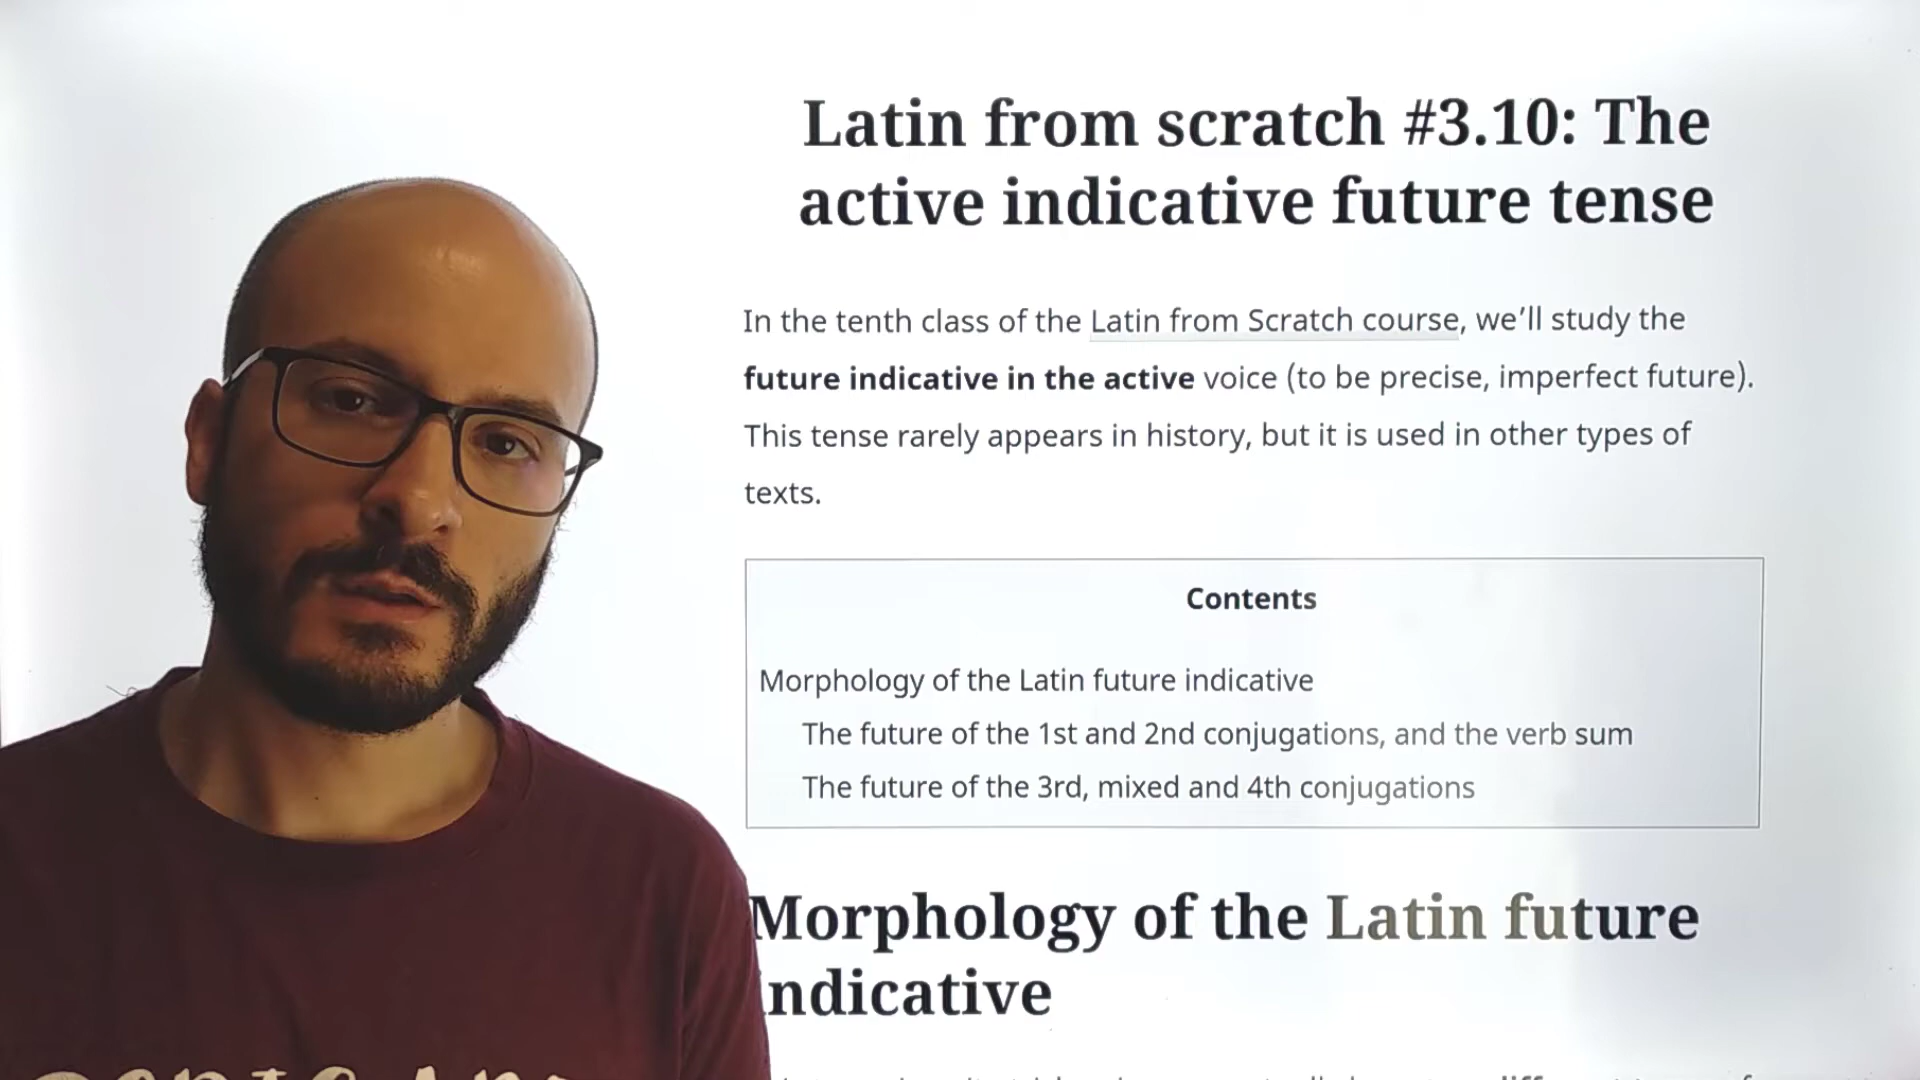 Latin from scratch #3.10: The
active indicative future tense
In the tenth class of the Latin from Scratch course, we'll study the
future indicative in the active voice (to be precise, imperfect future).
This tense rarely appears in history, but it is used in other types of
texts.
Contents
Morphology of the Latin future indicative
The future of the 1st and 2nd conjugations, and the verb sum
The future of the 3rd, mixed and 4th conjugations
Morphology of the Latin future
indicative